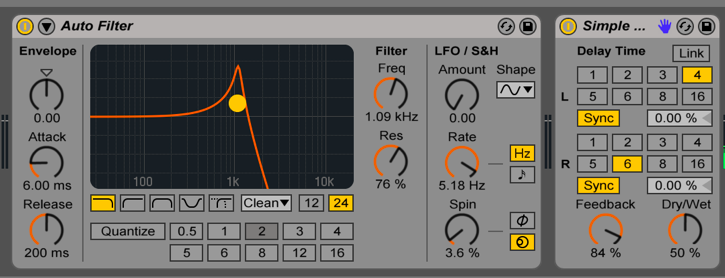 Auto Filter
Envelope
0.00
Attack
6.00 ms
Release
200 ms
100 1k 10k
Clean 12 24
Quantize 0.5 1 2 3 4
5 6 8 12 16
Filter
Freq
1.09 kHz
Res
76 %
LFO / S&H
Amount Shape
0.00
Rate
Hz
5.18 Hz
Spin
3.6 %
Simple ...
Delay Time Link
1 2 3 4
L 5 6 8 16
Sync 0.00 %
1 2 3 4
R 5 6 8 16
Sync 0.00 %
Feedback Dry/Wet
84 % 50 %